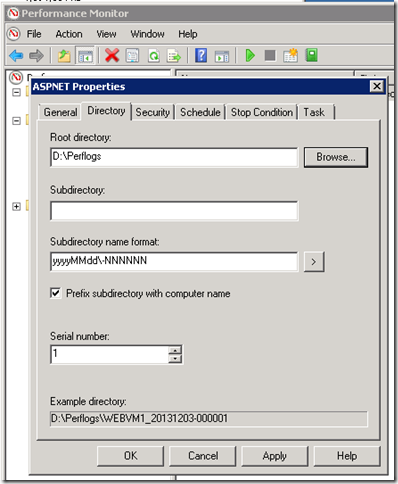 Performance Monitor
File Action View Window Help
ASPNET Properties
General Directory Security Schedule Stop Condition Task
Root directory:
D:\Perflogs
Browse...
Subdirectory:
Subdirectory name format:
yyyyMMdd\-NNNNNN
>
Prefix subdirectory with computer name
Serial number:
1
Example directory:
D:\Perflogs\WEBVM1_20131203-000001
OK Cancel Apply Help